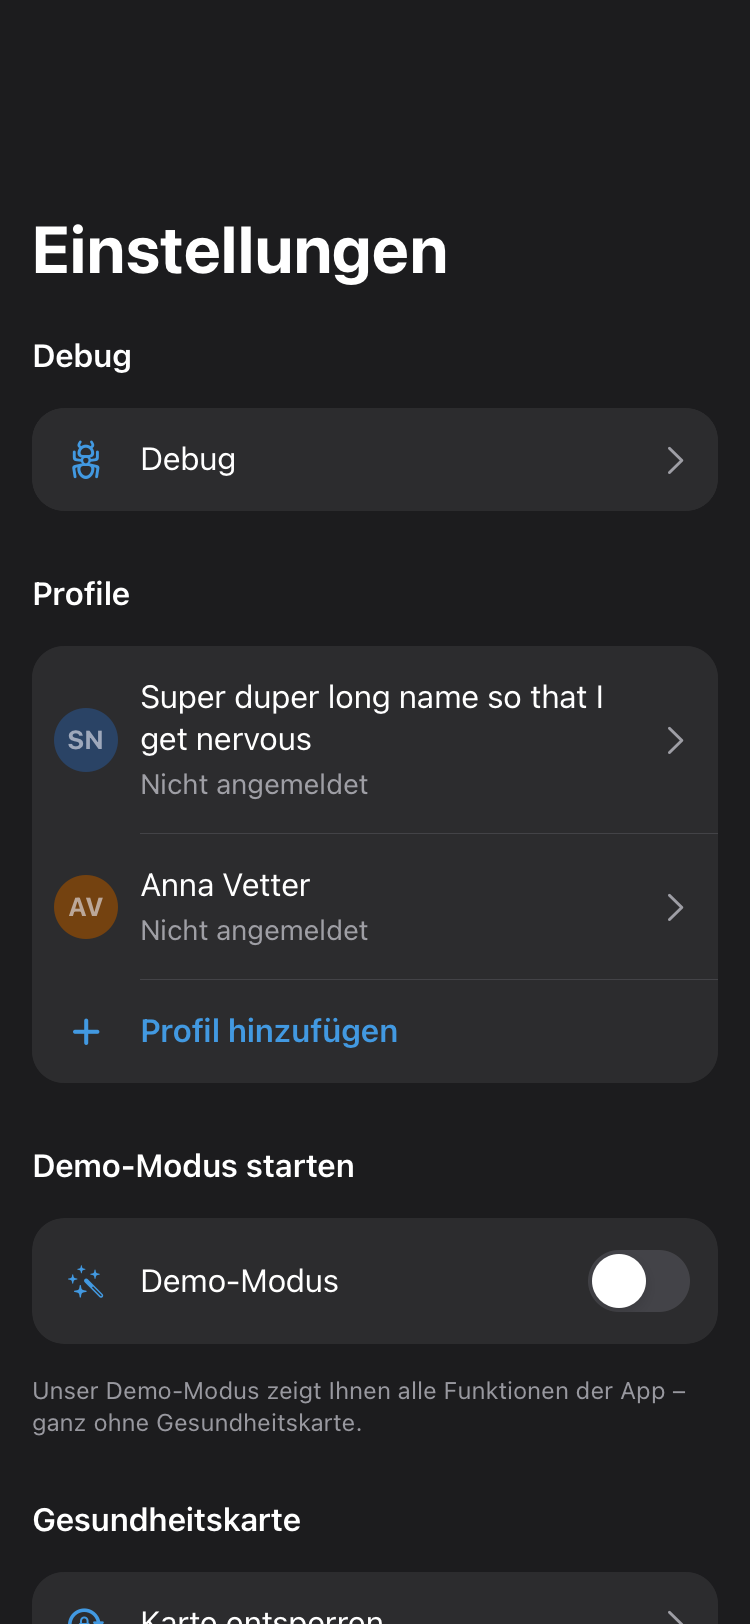 Einstellungen
Debug
Debug
Profile
SN
Super duper long name so that I
get nervous
Nicht angemeldet
AV
Anna Vetter
Nicht angemeldet
Profil hinzufügen
Demo-Modus starten
Demo-Modus
Unser Demo-Modus zeigt Ihnen alle Funktionen der App –
ganz ohne Gesundheitskarte.
Gesundheitskarte
Karte entsperren